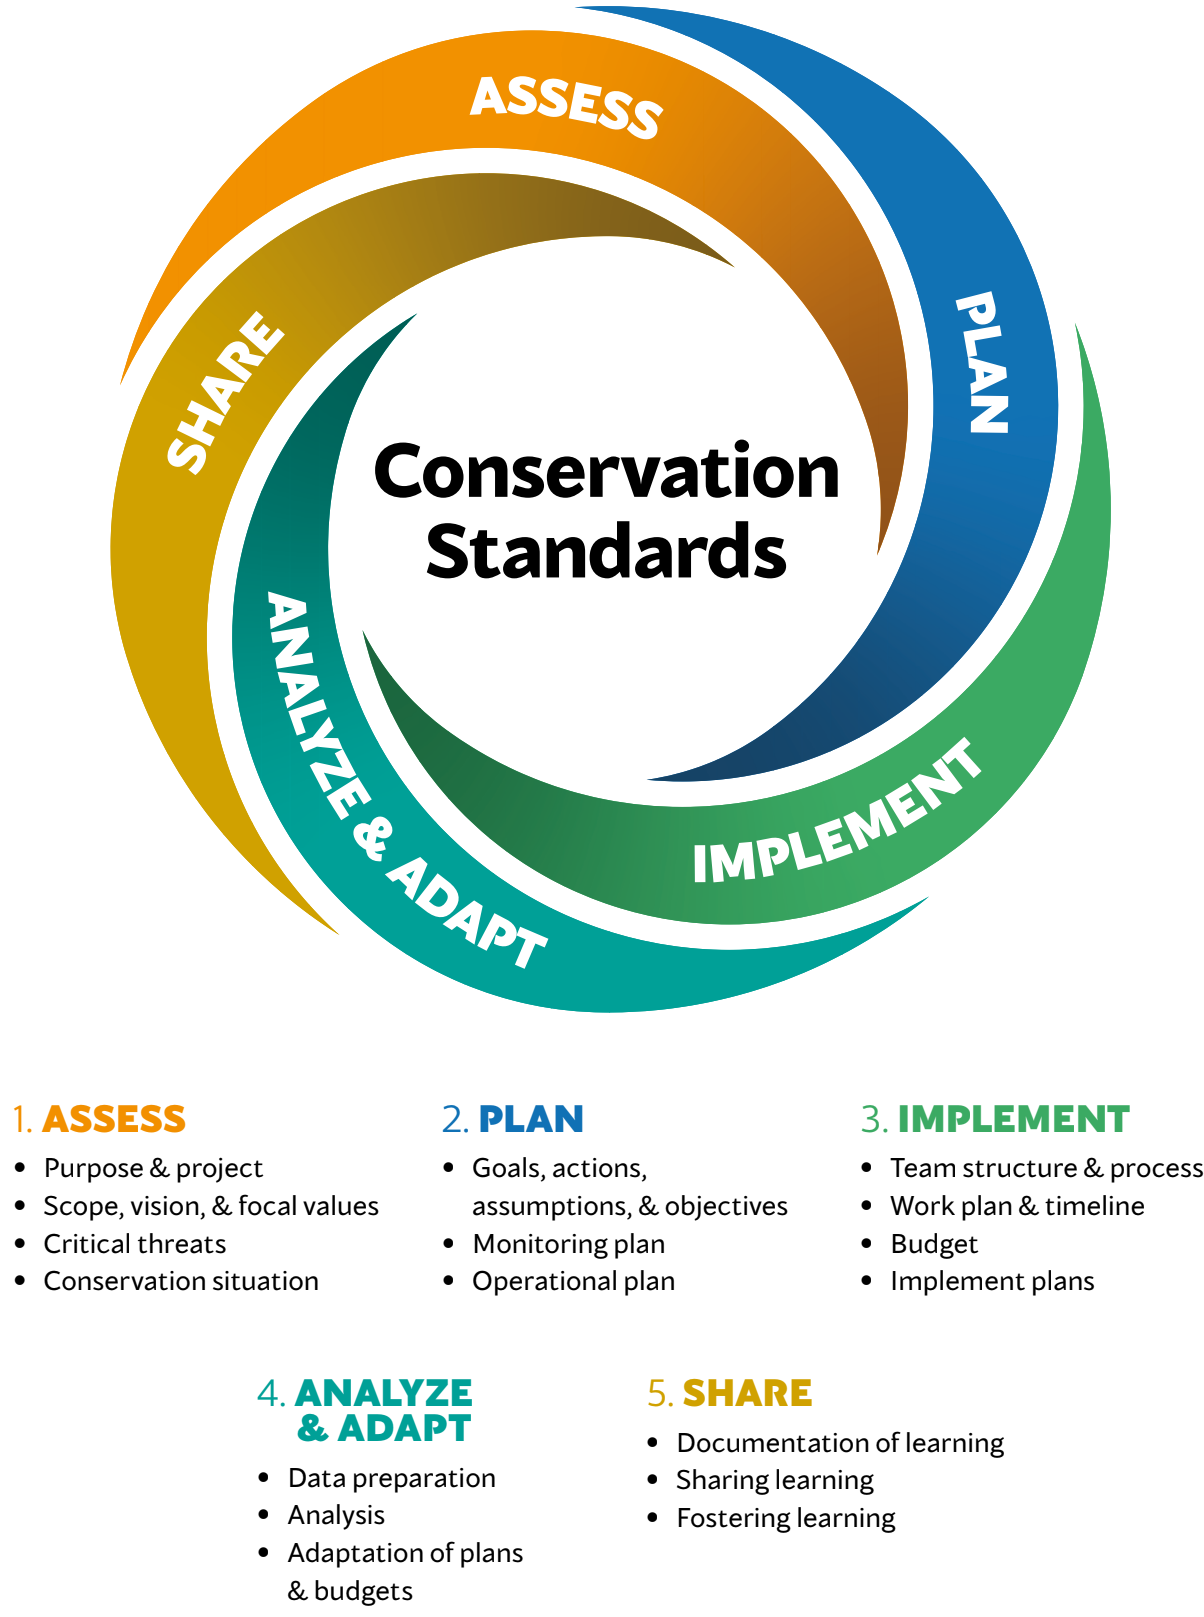 ASSESS
PLAN
SHARE
Conservation
Standards
ANALYZE & ADAPT
IMPLEMENT
1. ASSESS
• Purpose & project
• Scope, vision, & focal values
• Critical threats
• Conservation situation
2. PLAN
• Goals, actions,
assumptions, & objectives
• Monitoring plan
• Operational plan
3. IMPLEMENT
• Team structure & process
• Work plan & timeline
• Budget
• Implement plans
4. ANALYZE
& ADAPT
• Data preparation
• Analysis
• Adaptation of plans
& budgets
5. SHARE
• Documentation of learning
• Sharing learning
• Fostering learning